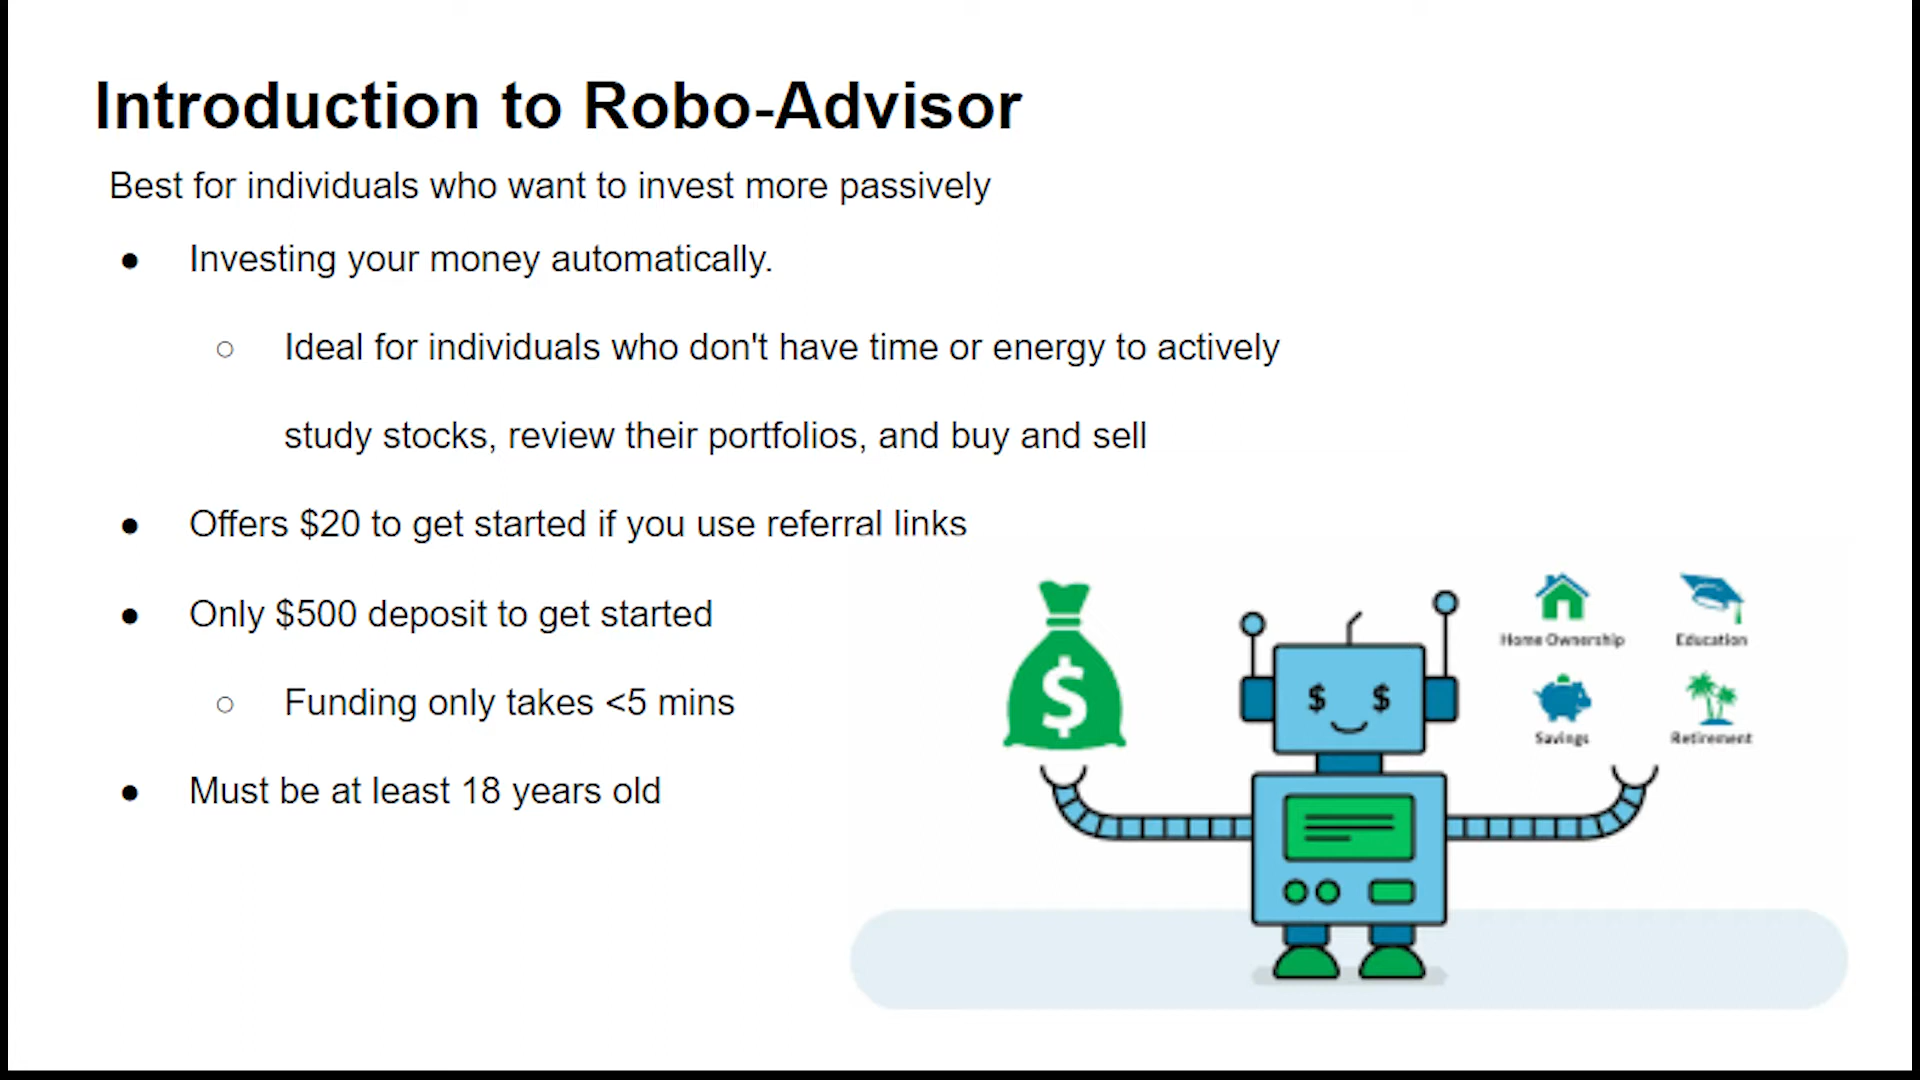 Introduction to Robo-Advisor
Best for individuals who want to invest more passively
● Investing your money automatically.
○ Ideal for individuals who don't have time or energy to actively
study stocks, review their portfolios, and buy and sell
● Offers $20 to get started if you use referral links
● Only $500 deposit to get started
○ Funding only takes <5 mins
● Must be at least 18 years old
$
$ $
Home Ownership
Education
Savings
Retirement